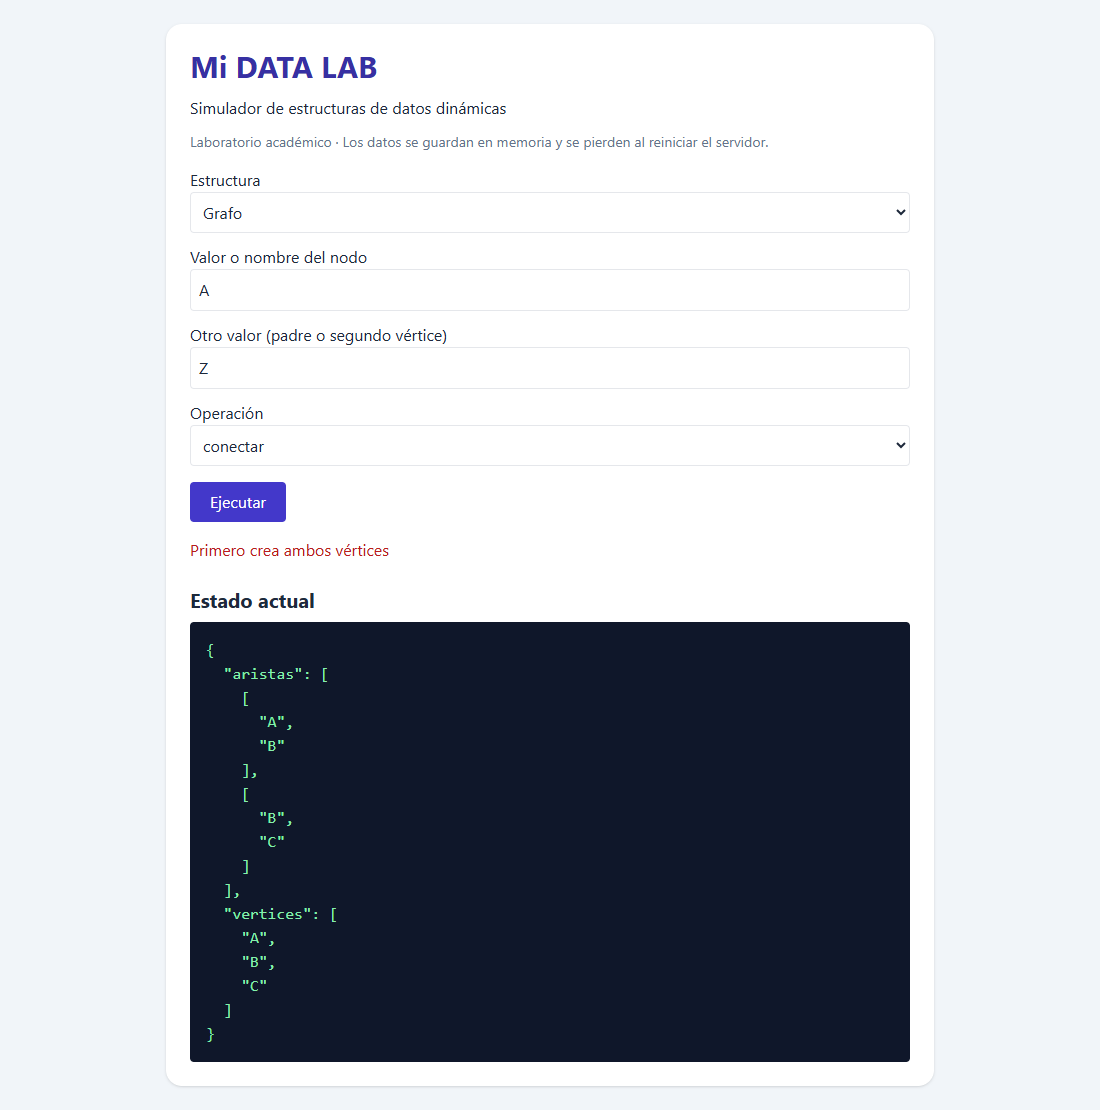 Mi DATA LAB
Simulador de estructuras de datos dinámicas
Laboratorio académico · Los datos se guardan en memoria y se pierden al reiniciar el servidor.
Estructura
Grafo
Valor o nombre del nodo
A
Otro valor (padre o segundo vértice)
Z
Operación
conectar
Ejecutar
Primero crea ambos vértices
Estado actual
{
  "aristas": [
    [
      "A",
      "B"
    ],
    [
      "B",
      "C"
    ]
  ],
  "vertices": [
    "A",
    "B",
    "C"
  ]
}